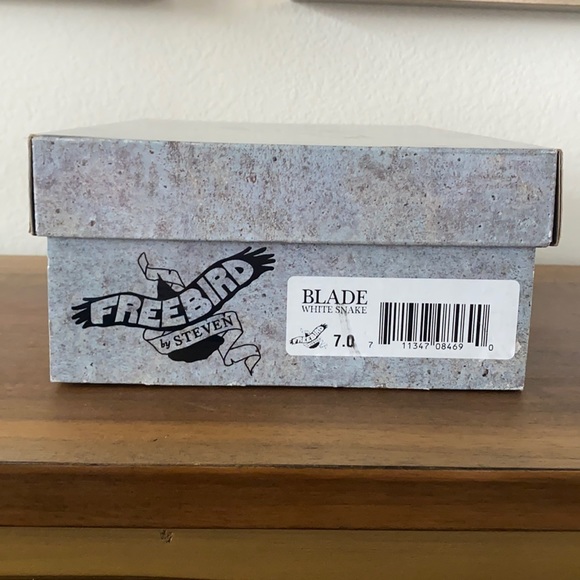 FREEBIRD
by STEVEN
BLADE
WHITE SNAKE
7.0
7 11347 08469 0